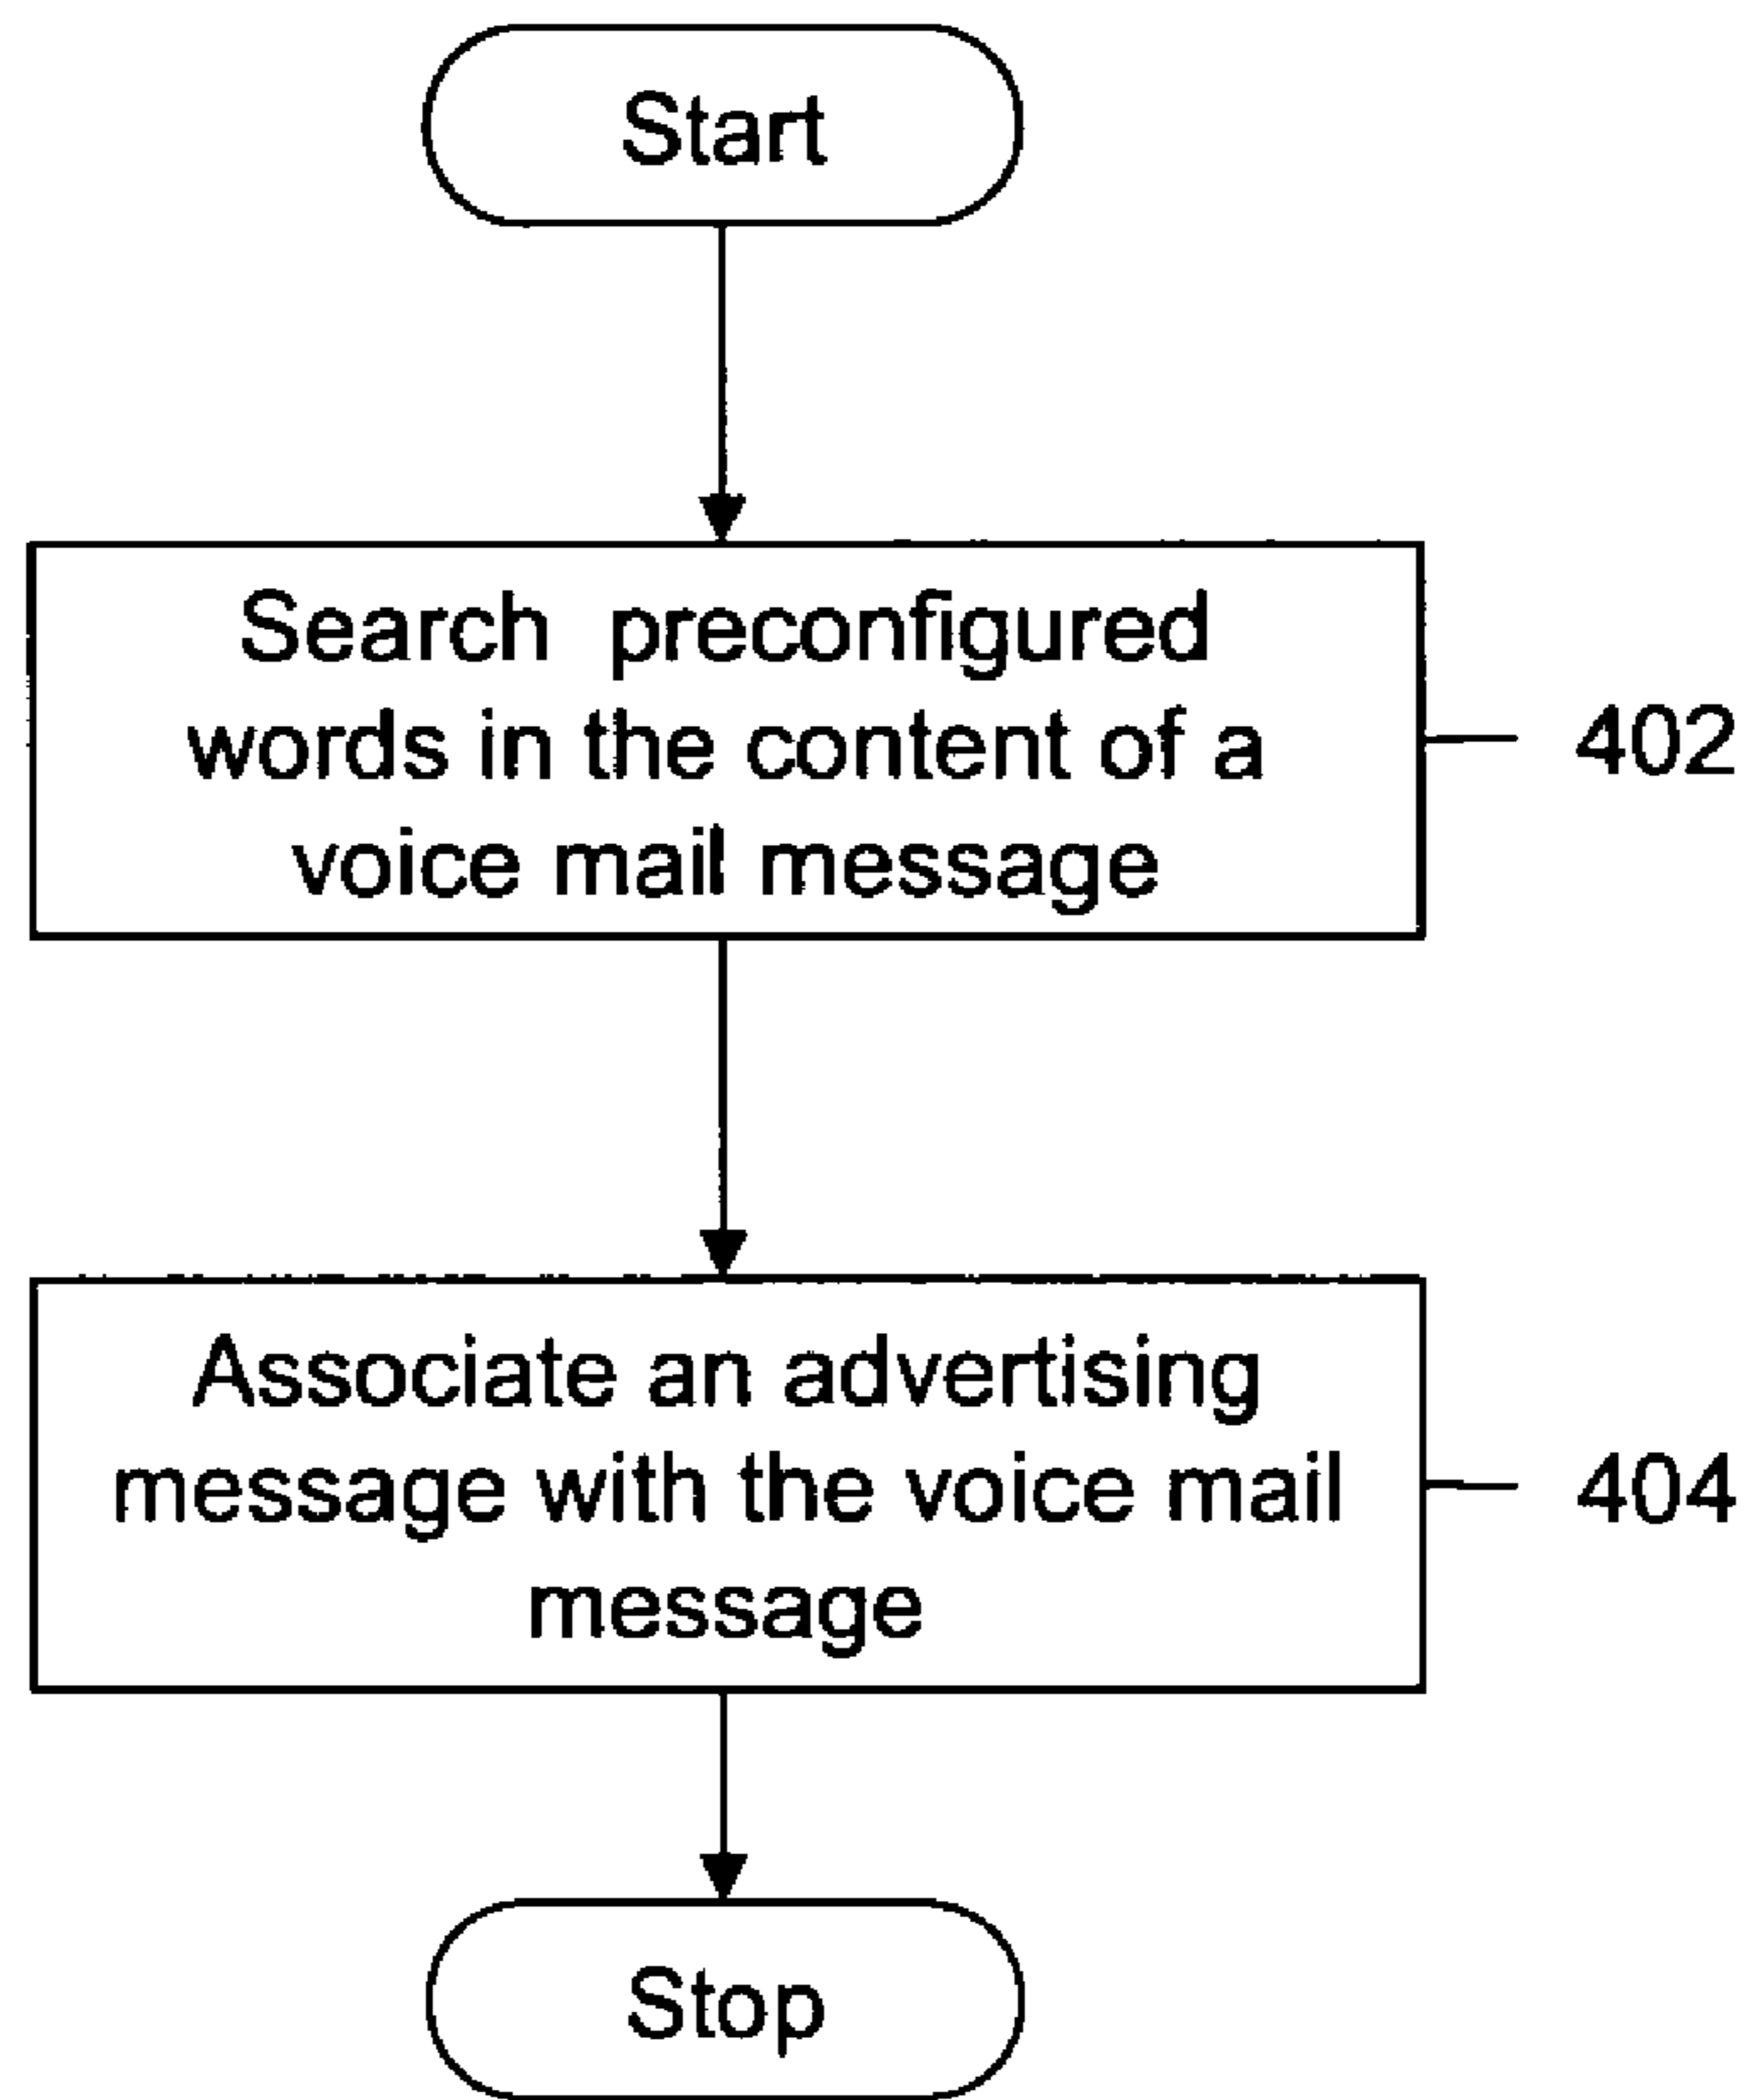 Start
Search preconfigured
words in the content of a
voice mail message
402
Associate an advertising
message with the voice mail
message
404
Stop